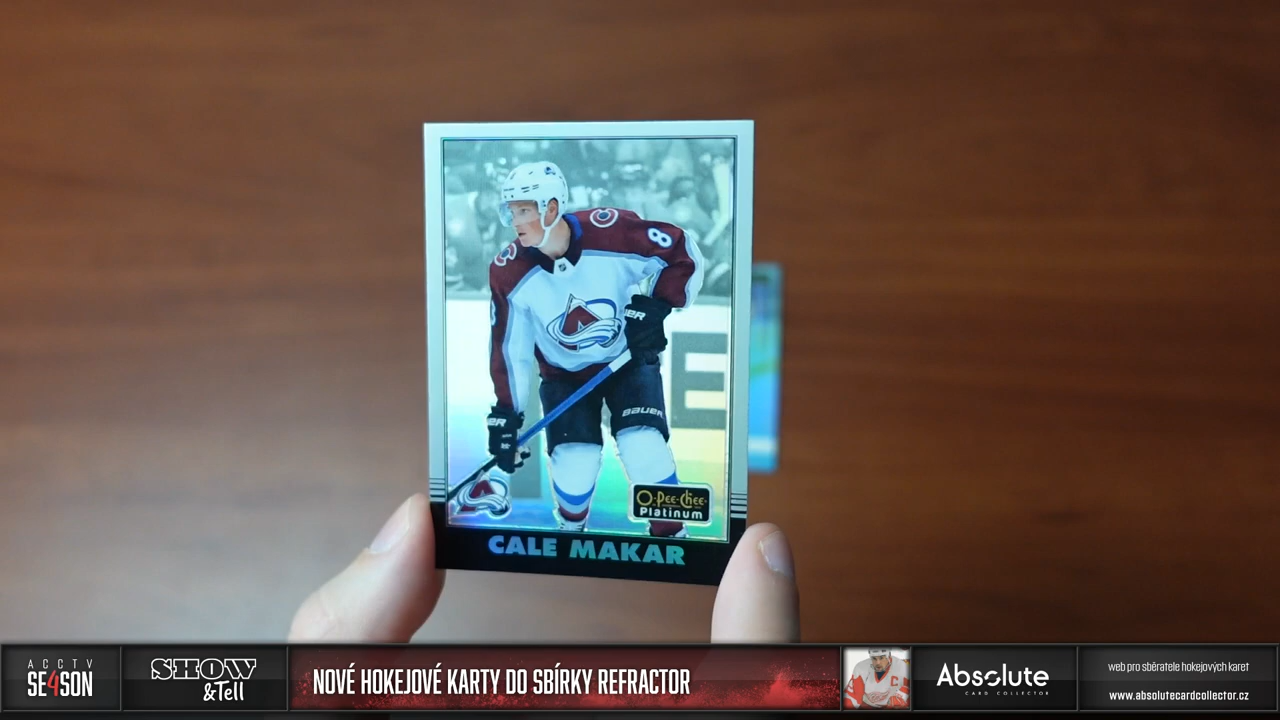 8
BAUER
O-Pee-Chee
Platinum
CALE MAKAR
ACCTV
SE4SON
SHOW
&Tell
NOVÉ HOKEJOVÉ KARTY DO SBÍRKY REFRACTOR
C
Absolute
CARD COLLECTOR
web pro sběratele hokejových karet
www.absolutecardcollector.cz